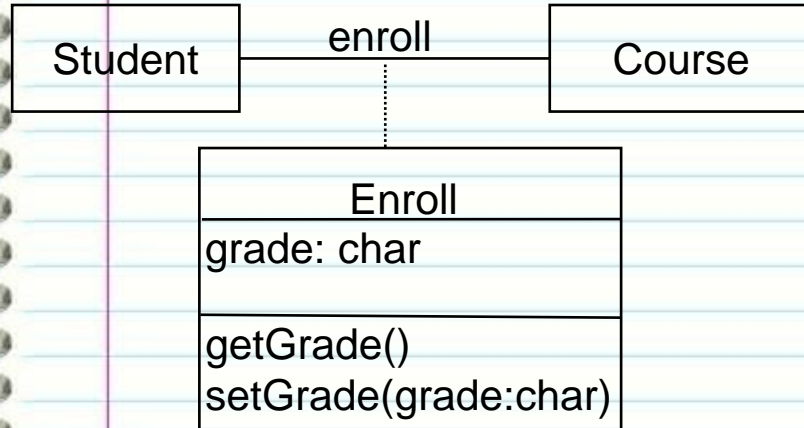 enroll
Student
Course
Enroll
grade: char
getGrade()
setGrade(grade:char)